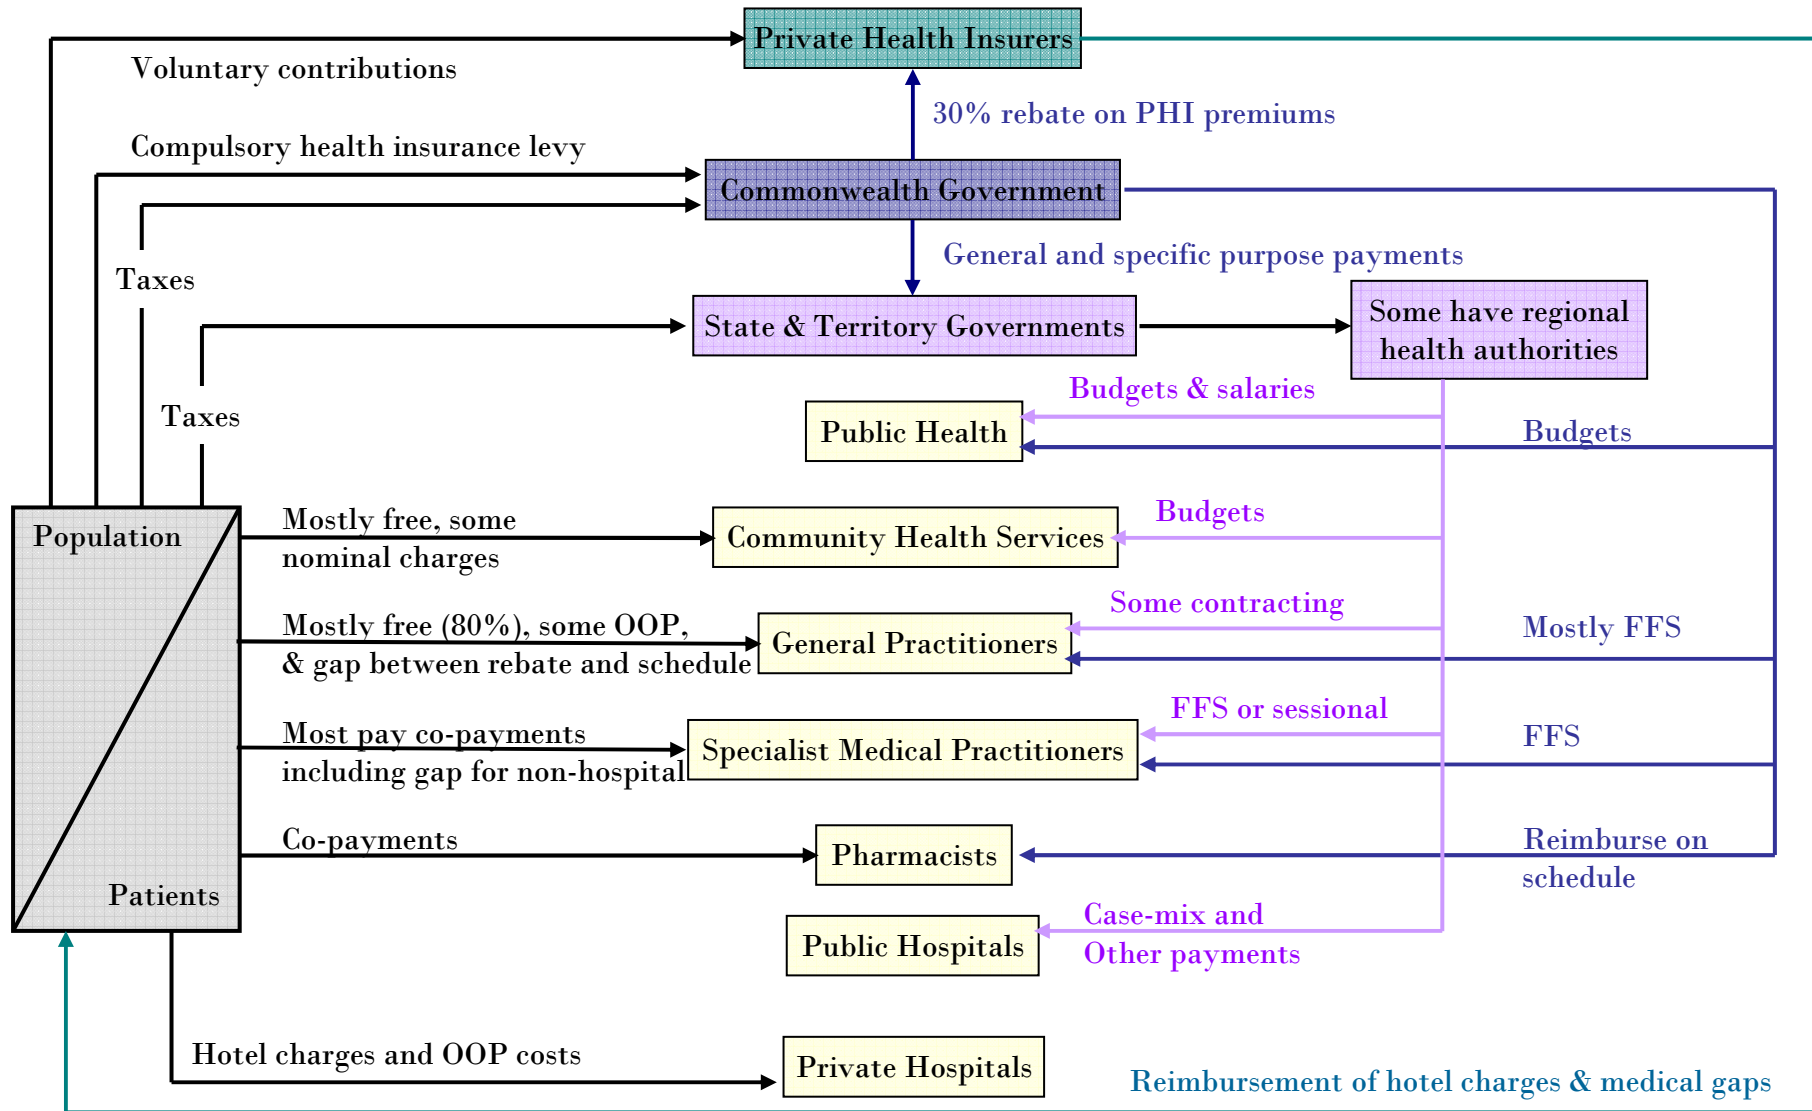 Private Health Insurers
Voluntary contributions
30% rebate on PHI premiums
Compulsory health insurance levy
Commonwealth Government
General and specific purpose payments
Taxes
State & Territory Governments
Some have regional
health authorities
Taxes
Budgets & salaries
Public Health
Budgets
Population
Mostly free, some
nominal charges
Community Health Services
Budgets
Mostly free (80%), some OOP,
& gap between rebate and schedule
General Practitioners
Some contracting
Mostly FFS
Most pay co-payments
including gap for non-hospital
Specialist Medical Practitioners
FFS or sessional
FFS
Co-payments
Pharmacists
Reimburse on
schedule
Patients
Public Hospitals
Case-mix and
Other payments
Hotel charges and OOP costs
Private Hospitals
Reimbursement of hotel charges & medical gaps